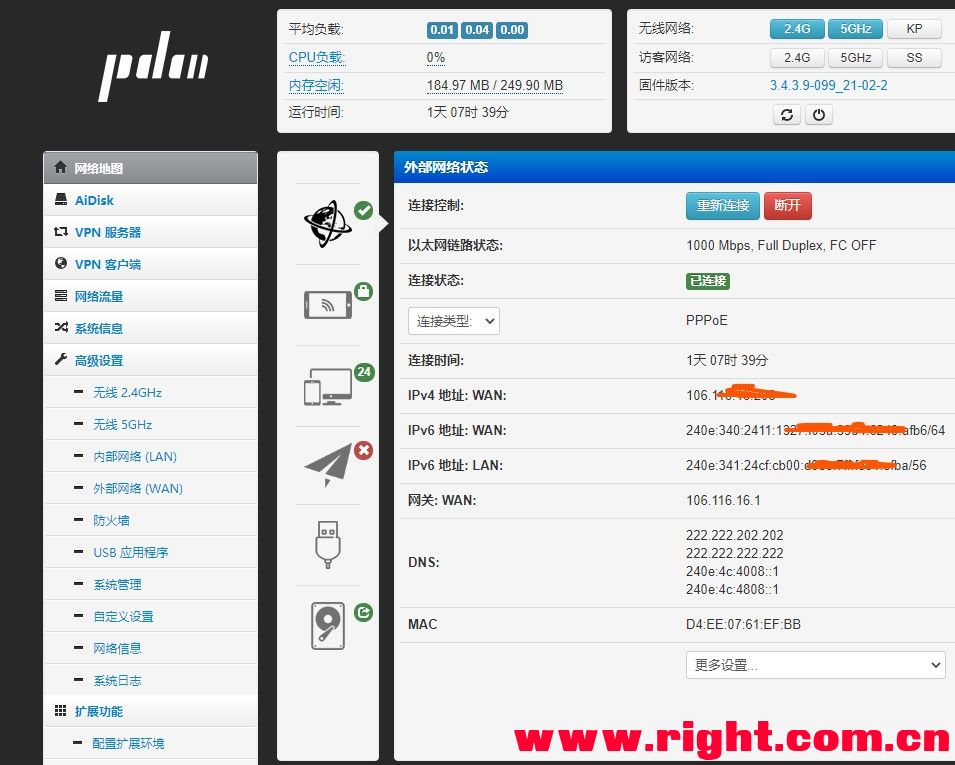 pdcn
平均负载: 0.01 0.04 0.00
CPU负载: 0%
内存空闲: 184.97 MB / 249.90 MB
运行时间: 1天 07时 39分
无线网络: 2.4G 5GHz KP
访客网络: 2.4G 5GHz SS
固件版本: 3.4.3.9-099_21-02-2
网络地图
AiDisk
VPN 服务器
VPN 客户端
网络流量
系统信息
高级设置
无线 2.4GHz
无线 5GHz
内部网络 (LAN)
外部网络 (WAN)
防火墙
USB 应用程序
系统管理
自定义设置
网络信息
系统日志
扩展功能
配置扩展环境
24
外部网络状态
连接控制: 重新连接 断开
以太网链路状态: 1000 Mbps, Full Duplex, FC OFF
连接状态: 已连接
连接类型: PPPoE
连接时间: 1天 07时 39分
IPv4 地址: WAN: 106.
IPv6 地址: WAN: 240e:340:2411: afb6/64
IPv6 地址: LAN: 240e:341:24cf:cb00: fba/56
网关: WAN: 106.116.16.1
DNS: 222.222.202.202
222.222.222.222
240e:4c:4008::1
240e:4c:4808::1
MAC D4:EE:07:61:EF:BB
更多设置...
www.right.com.cn